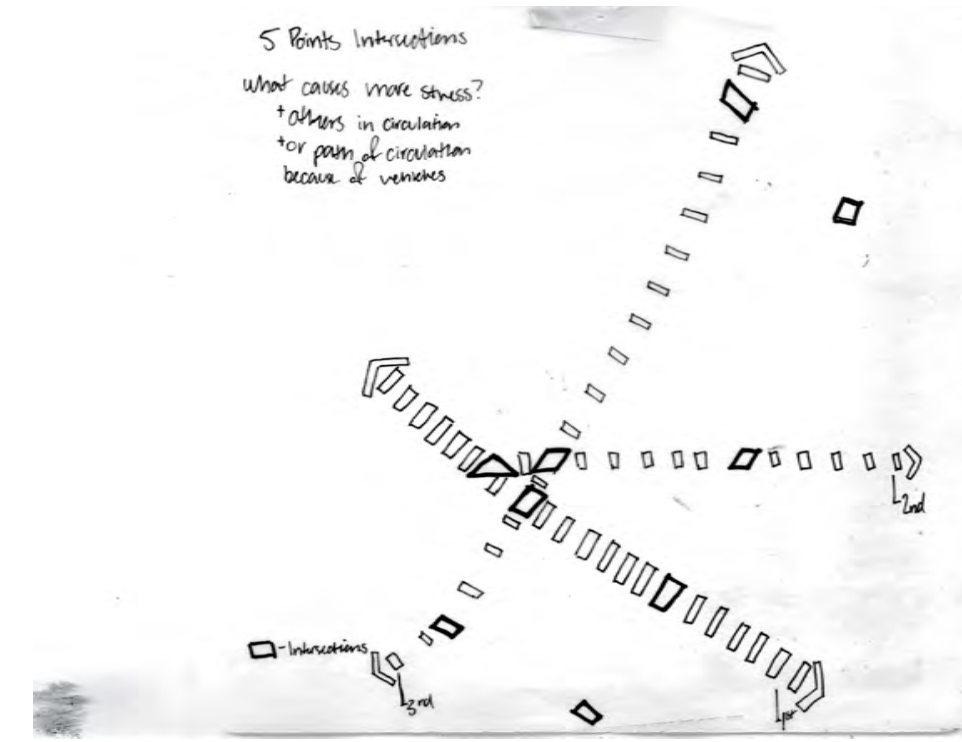 5 Points Intersections
What causes more stress?
+others in circulation
+or path of circulation
because of vehicles
2nd
-Intersections
3rd
1st